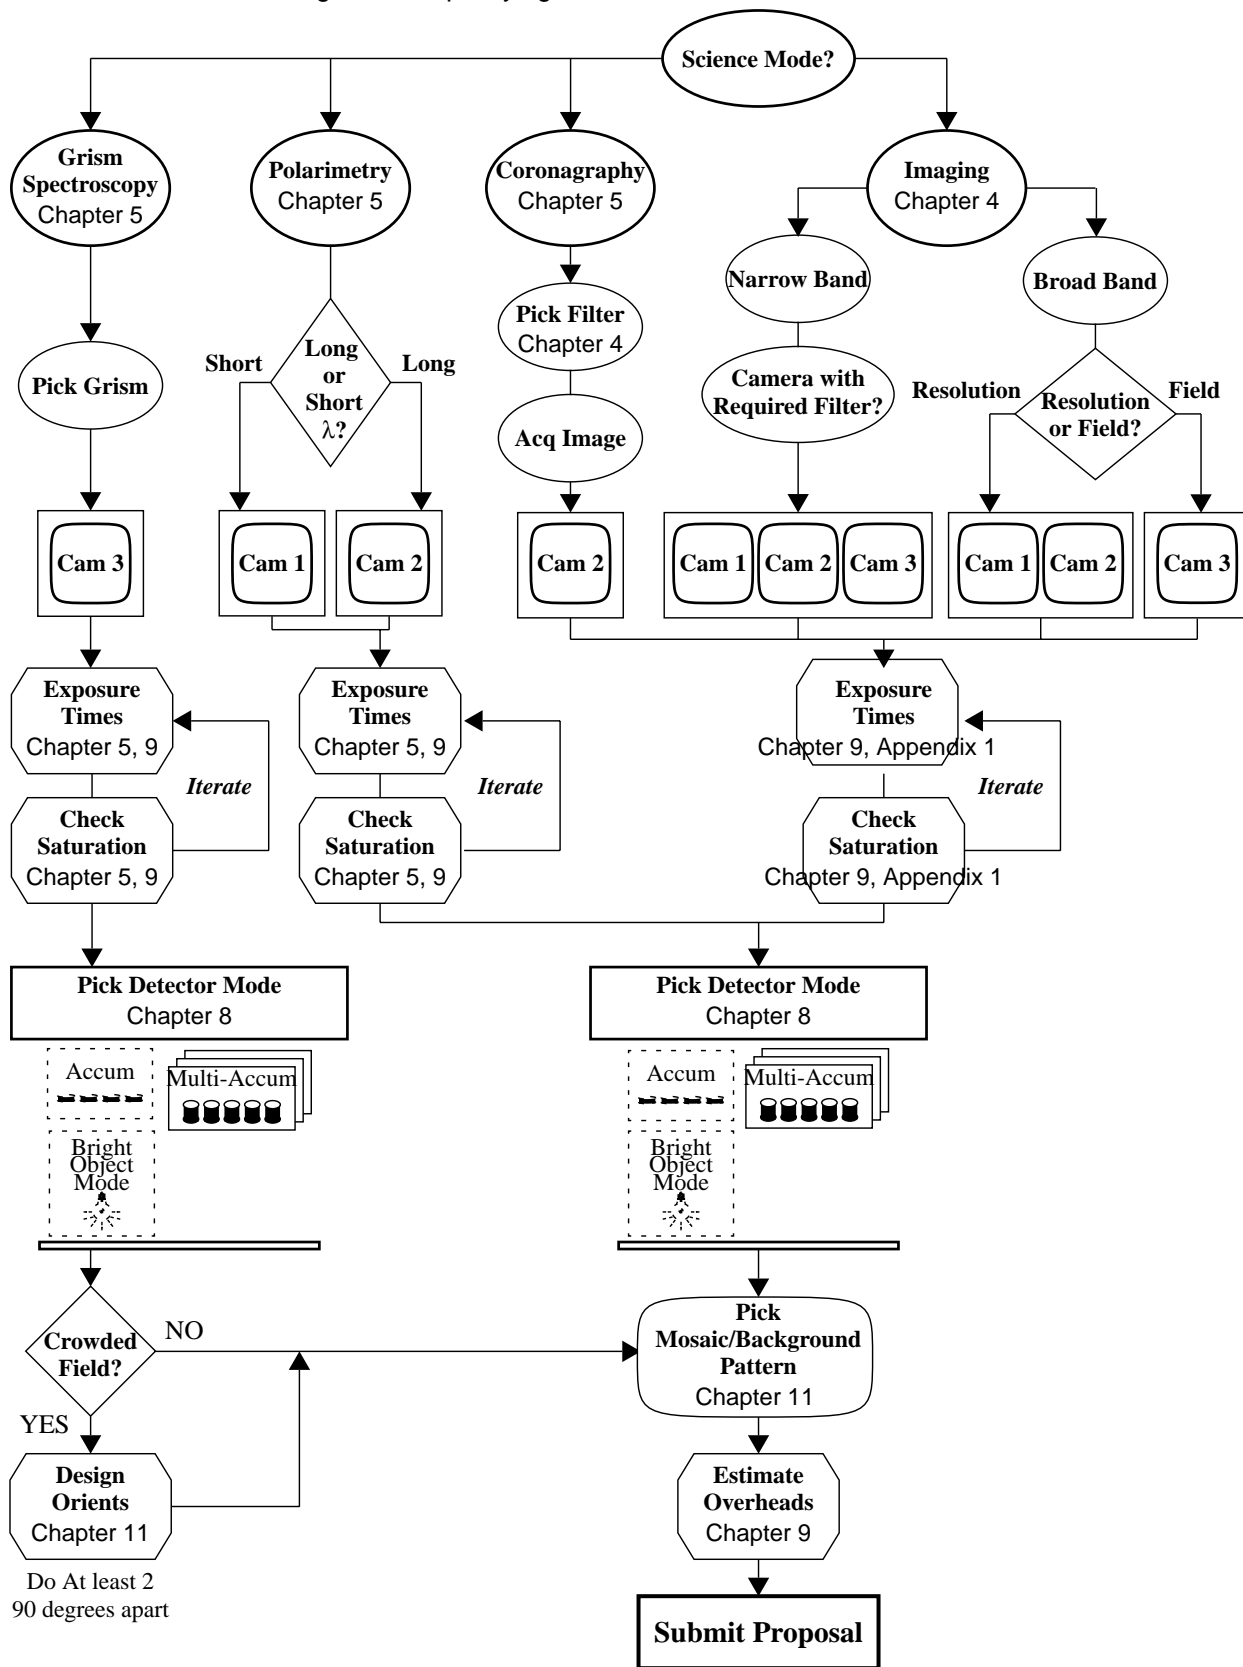 Science Mode?
Grism
Spectroscopy
Chapter 5
Polarimetry
Chapter 5
Coronagraphy
Chapter 5
Imaging
Chapter 4
Narrow Band
Broad Band
Pick Filter
Chapter 4
Pick Grism
Short
Long
or
Short
λ?
Long
Camera with
Required Filter?
Resolution
Resolution
or Field?
Field
Acq Image
Cam 3
Cam 1
Cam 2
Cam 2
Cam 1
Cam 2
Cam 3
Cam 1
Cam 2
Cam 3
Exposure
Times
Chapter 5, 9
Iterate
Check
Saturation
Chapter 5, 9
Exposure
Times
Chapter 5, 9
Iterate
Check
Saturation
Chapter 5, 9
Exposure
Times
Chapter 9, Appendix 1
Iterate
Check
Saturation
Chapter 9, Appendix 1
Pick Detector Mode
Chapter 8
Accum
Multi-Accum
Bright
Object
Mode
Pick Detector Mode
Chapter 8
Accum
Multi-Accum
Bright
Object
Mode
Crowded
Field?
NO
YES
Design
Orients
Chapter 11
Do At least 2
90 degrees apart
Pick
Mosaic/Background
Pattern
Chapter 11
Estimate
Overheads
Chapter 9
Submit Proposal